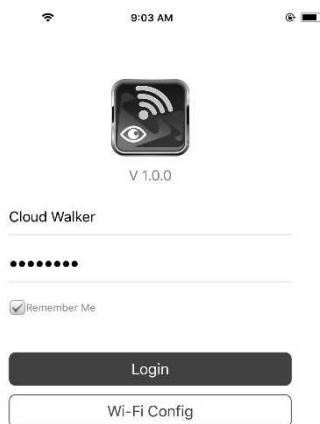 9:03 AM
V 1.0.0
Cloud Walker
●●●●●●●●
Remember Me
Login
Wi-Fi Config